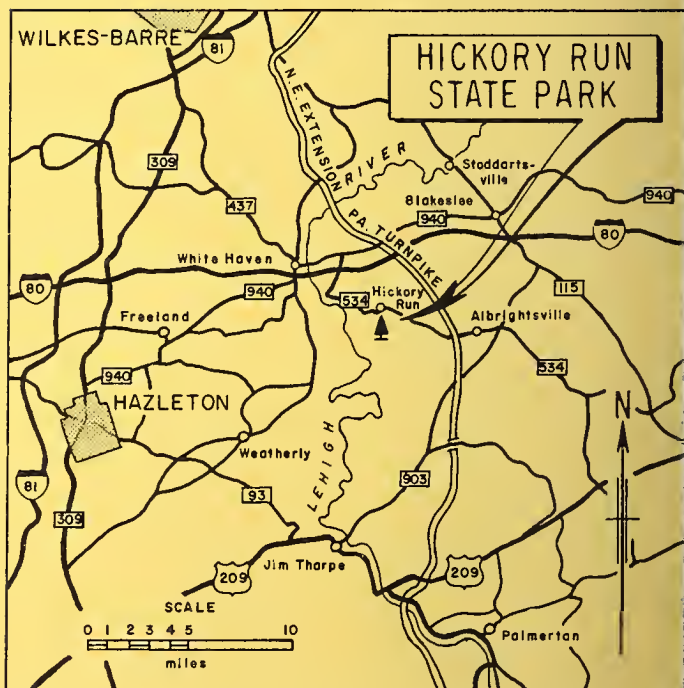 WILKES-BARRE
81
HICKORY RUN
STATE PARK
N.E. EXTENSION
PA. TURNPIKE
RIVER
309
Stoddarts-
ville
437
Blakeslee
940
940
80
White Haven
940
534
Hickory
Run
115
80
Freeland
Albrightsville
940
534
HAZLETON
N
Weatherly
LEHIGH
81
93
903
309
Jim Thorpe
209
209
SCALE
0 1 2 3 4 5 10
miles
Palmerton